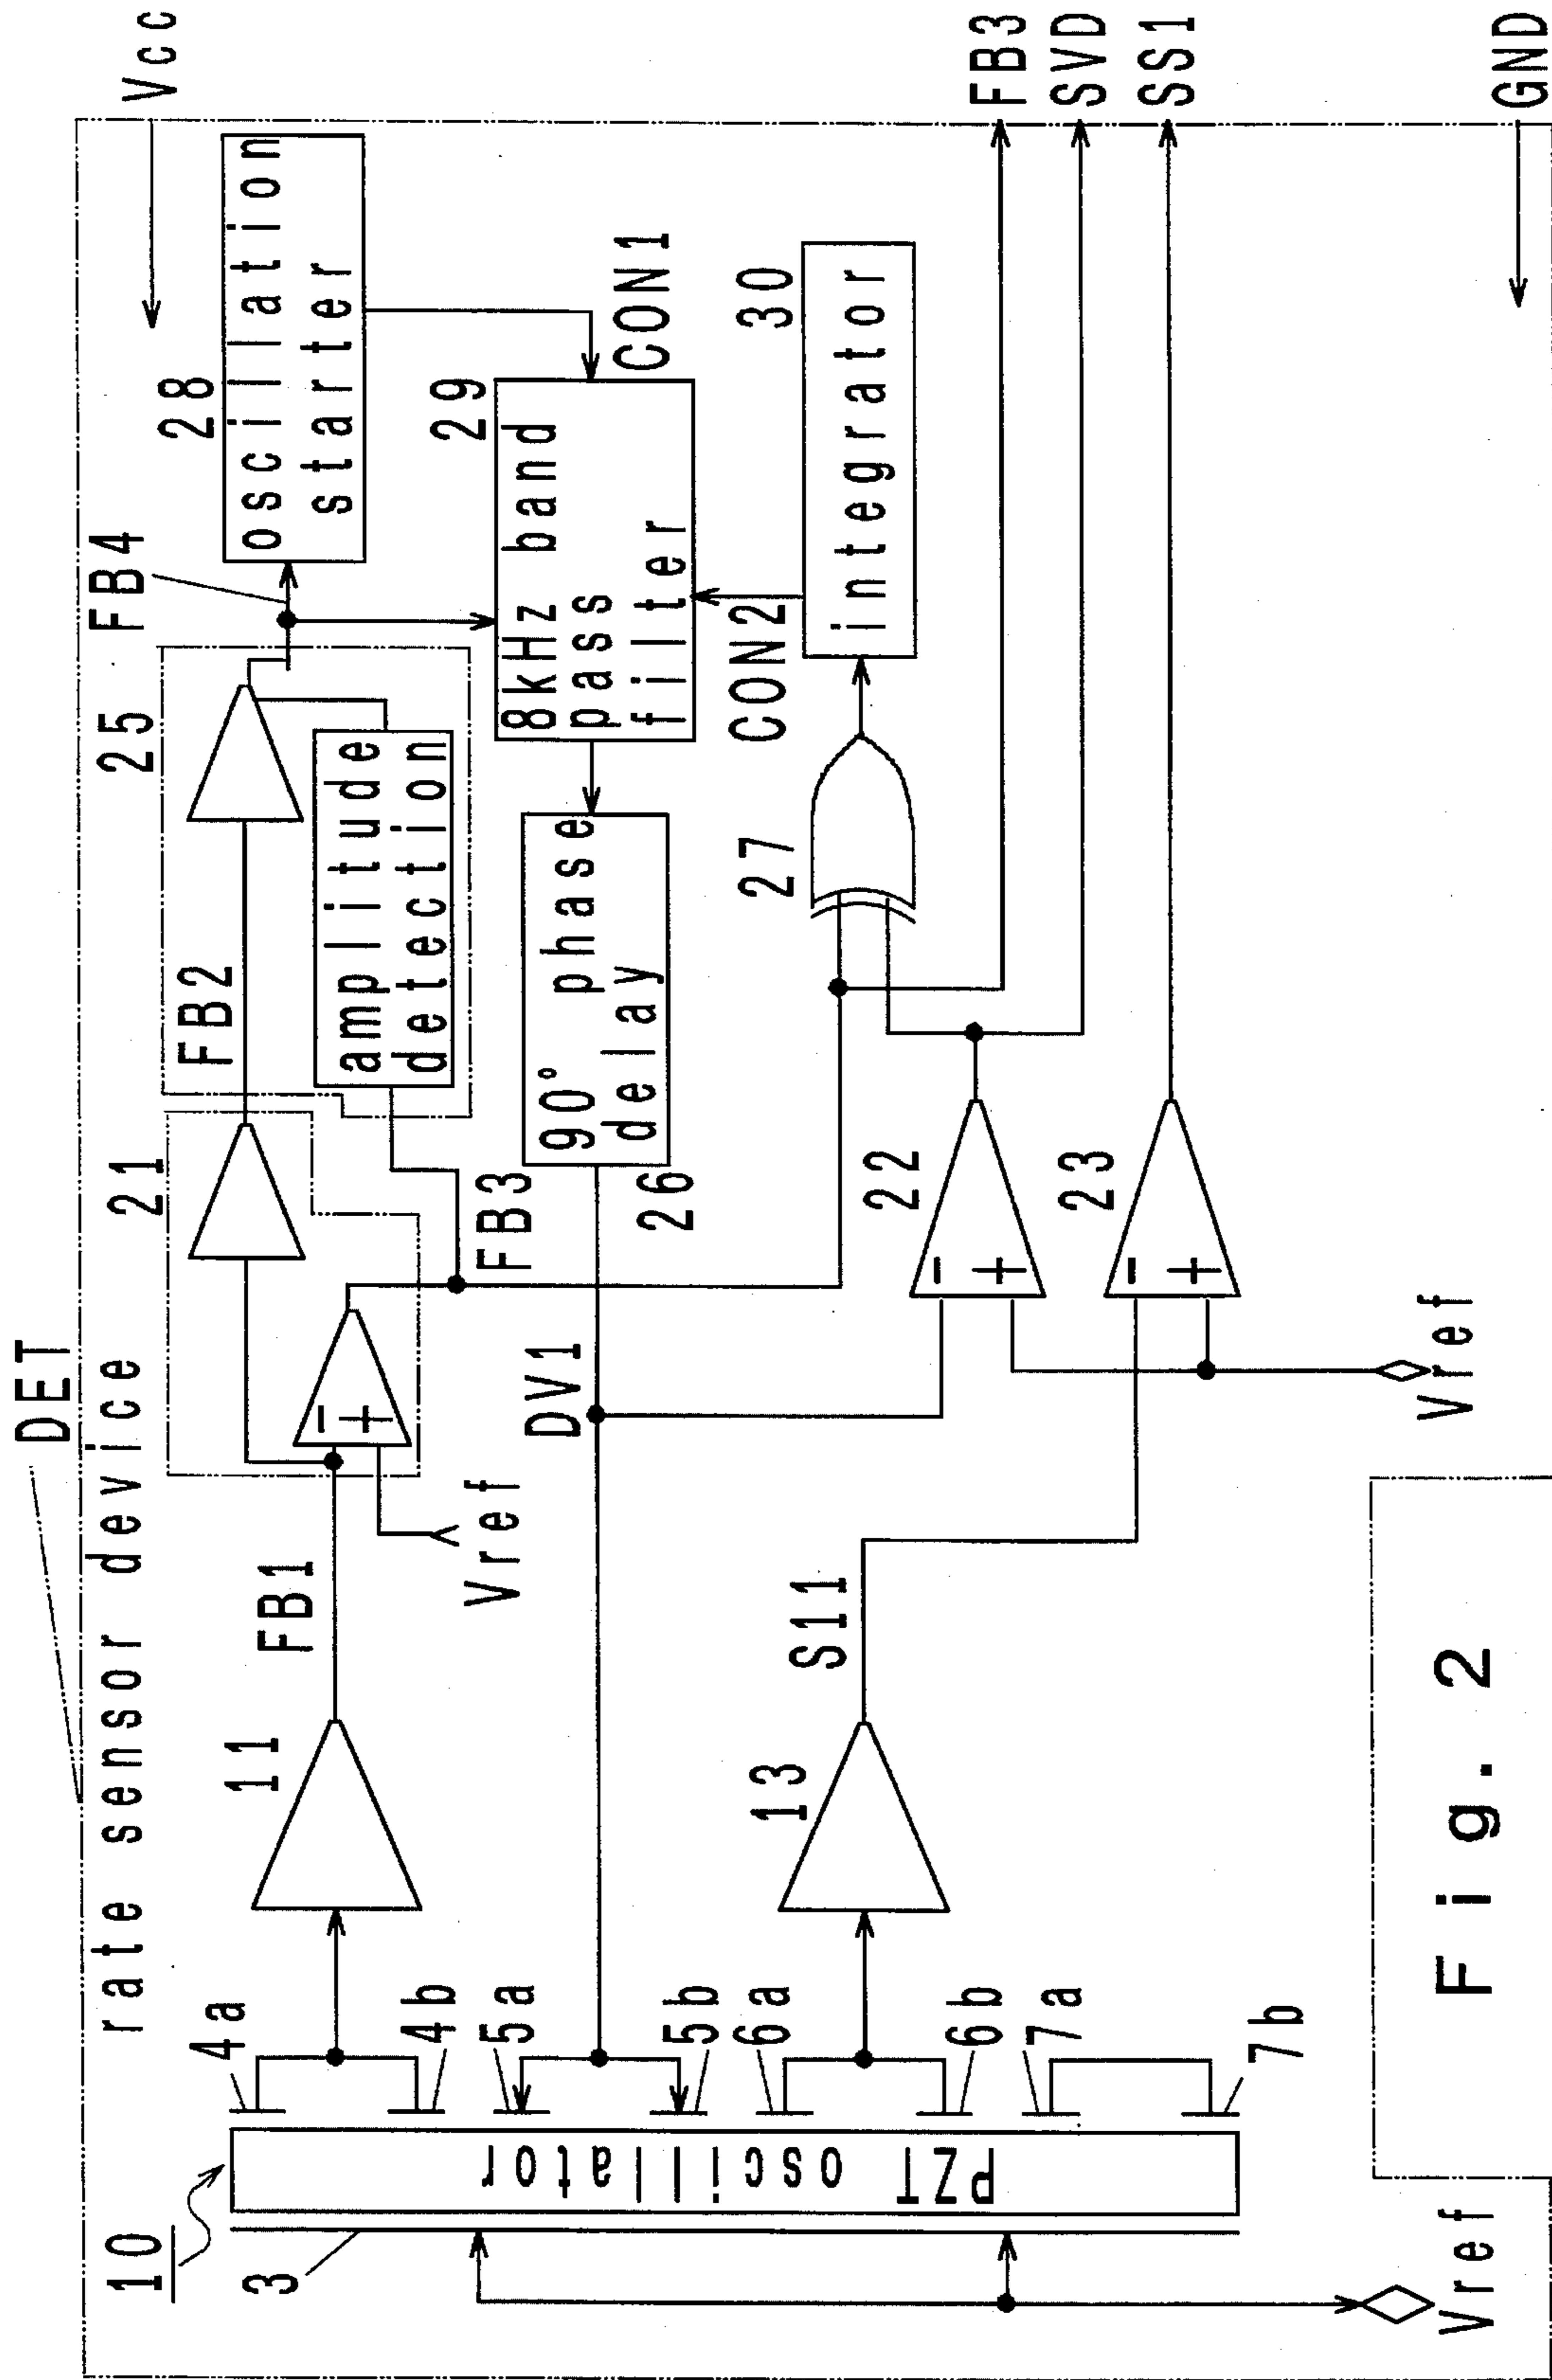 DET
rate sensor device
Vcc
10
3
4a
4b
5a
5b
6a
6b
7a
7b
PZT oscillator
Vref
11
FB1
Vref
21
FB2
25
amplitude
detection
FB4
28
oscillation
starter
29
8kHz band
pass
filter
CON1
90° phase
delay
26
FB3
DV1
CON2
30
integrator
27
13
S11
22
23
Vref
FB3
SVD
SS1
GND
Fig. 2